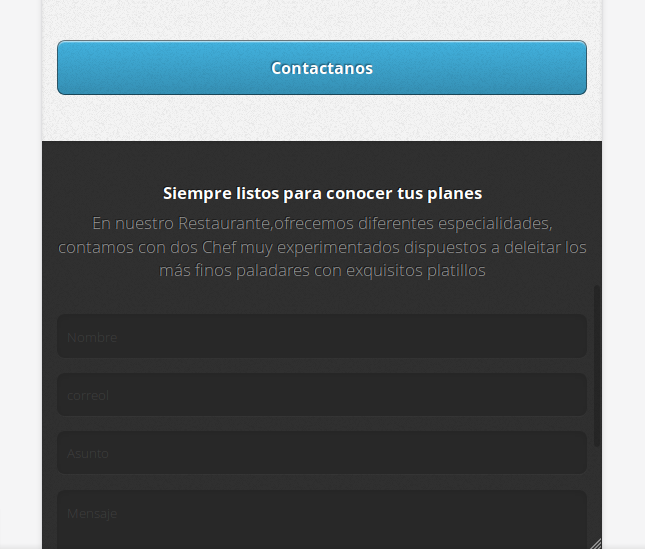 Contactanos
Siempre listos para conocer tus planes
En nuestro Restaurante,ofrecemos diferentes especialidades,
contamos con dos Chef muy experimentados dispuestos a deleitar los
más finos paladares con exquisitos platillos
Nombre
correol
Asunto
Mensaje